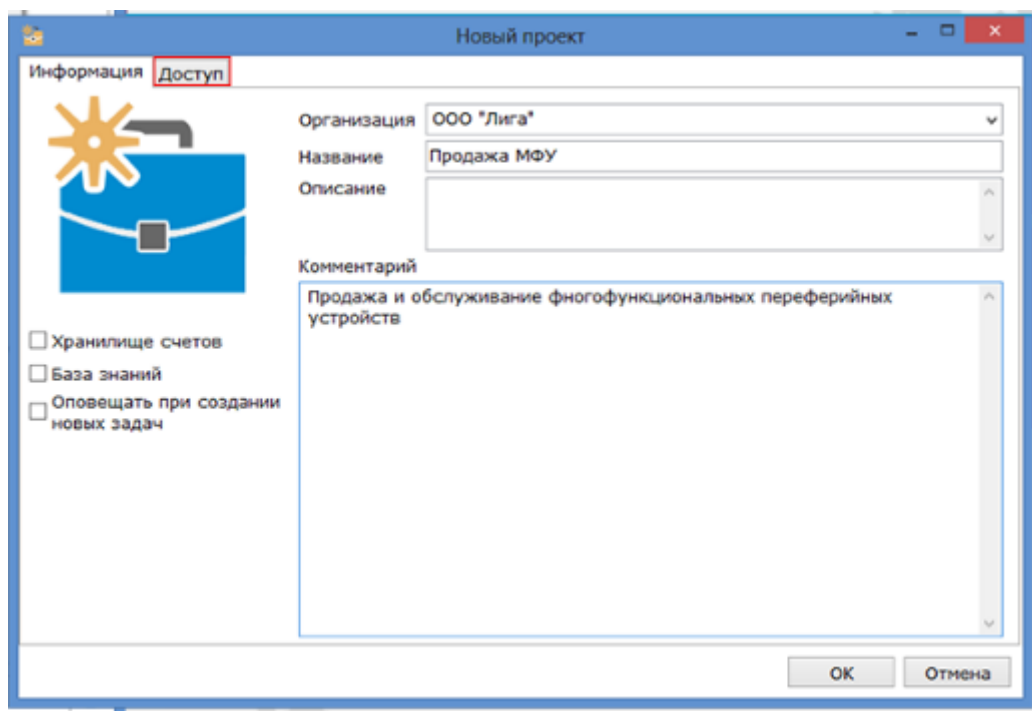 Новый проект
Информация Доступ
Организация ООО "Лига"
Название Продажа МФУ
Описание
Комментарий
Продажа и обслуживание фногофункциональных переферийных
устройств
Хранилище счетов
База знаний
Оповещать при создании
новых задач
ОК Отмена